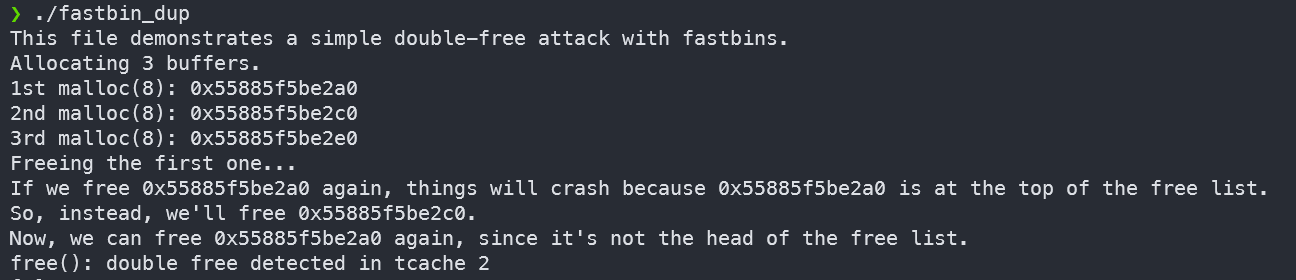 ❯ ./fastbin_dup
This file demonstrates a simple double-free attack with fastbins.
Allocating 3 buffers.
1st malloc(8): 0x55885f5be2a0
2nd malloc(8): 0x55885f5be2c0
3rd malloc(8): 0x55885f5be2e0
Freeing the first one...
If we free 0x55885f5be2a0 again, things will crash because 0x55885f5be2a0 is at the top of the free list.
So, instead, we'll free 0x55885f5be2c0.
Now, we can free 0x55885f5be2a0 again, since it's not the head of the free list.
free(): double free detected in tcache 2